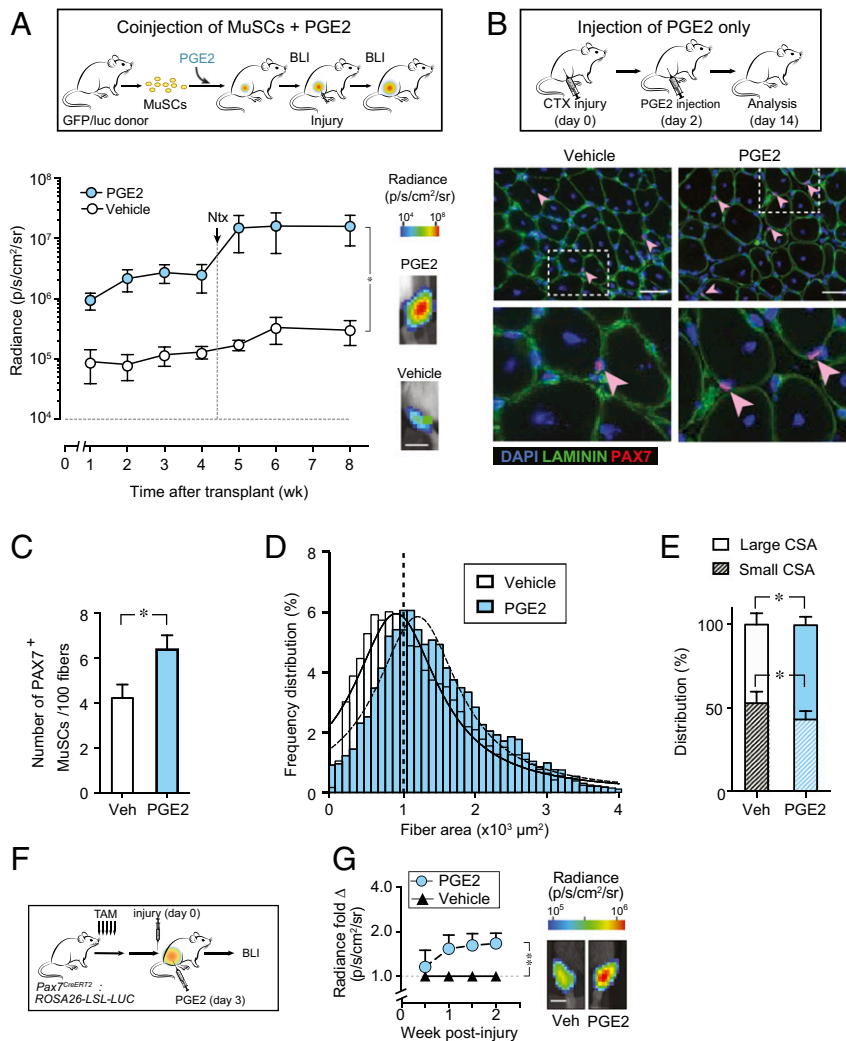 A
Coinjection of MuSCs + PGE2
PGE2
BLI
BLI
MuSCs
GFP/luc donor
Injury
B
Injection of PGE2 only
CTX injury
(day 0)
PGE2 injection
(day 2)
Analysis
(day 14)
Radiance (p/s/cm²/sr)
10⁸
10⁷
10⁶
10⁵
10⁴
PGE2
Vehicle
Ntx
*
0 1 2 3 4 5 6 7 8
Time after transplant (wk)
Radiance
(p/s/cm²/sr)
10⁴ 10⁸
PGE2
Vehicle
Vehicle
PGE2
DAPI LAMININ PAX7
C
Number of PAX7⁺
MuSCs /100 fibers
8
6
4
2
0
*
Veh PGE2
D
Frequency distribution (%)
8
6
4
2
0
Vehicle
PGE2
0 1 2 3 4
Fiber area (x10³ µm²)
E
Large CSA
Small CSA
Distribution (%)
100
50
0
*
*
Veh PGE2
F
TAM
injury (day 0)
BLI
Pax7CreERT2 :
ROSA26-LSL-LUC
PGE2 (day 3)
G
PGE2
Vehicle
Radiance fold Δ
(p/s/cm²/sr)
4.0
2.0
1.0
**
0 1 2
Week post-injury
Radiance
(p/s/cm²/sr)
10⁵ 10⁶
Veh PGE2